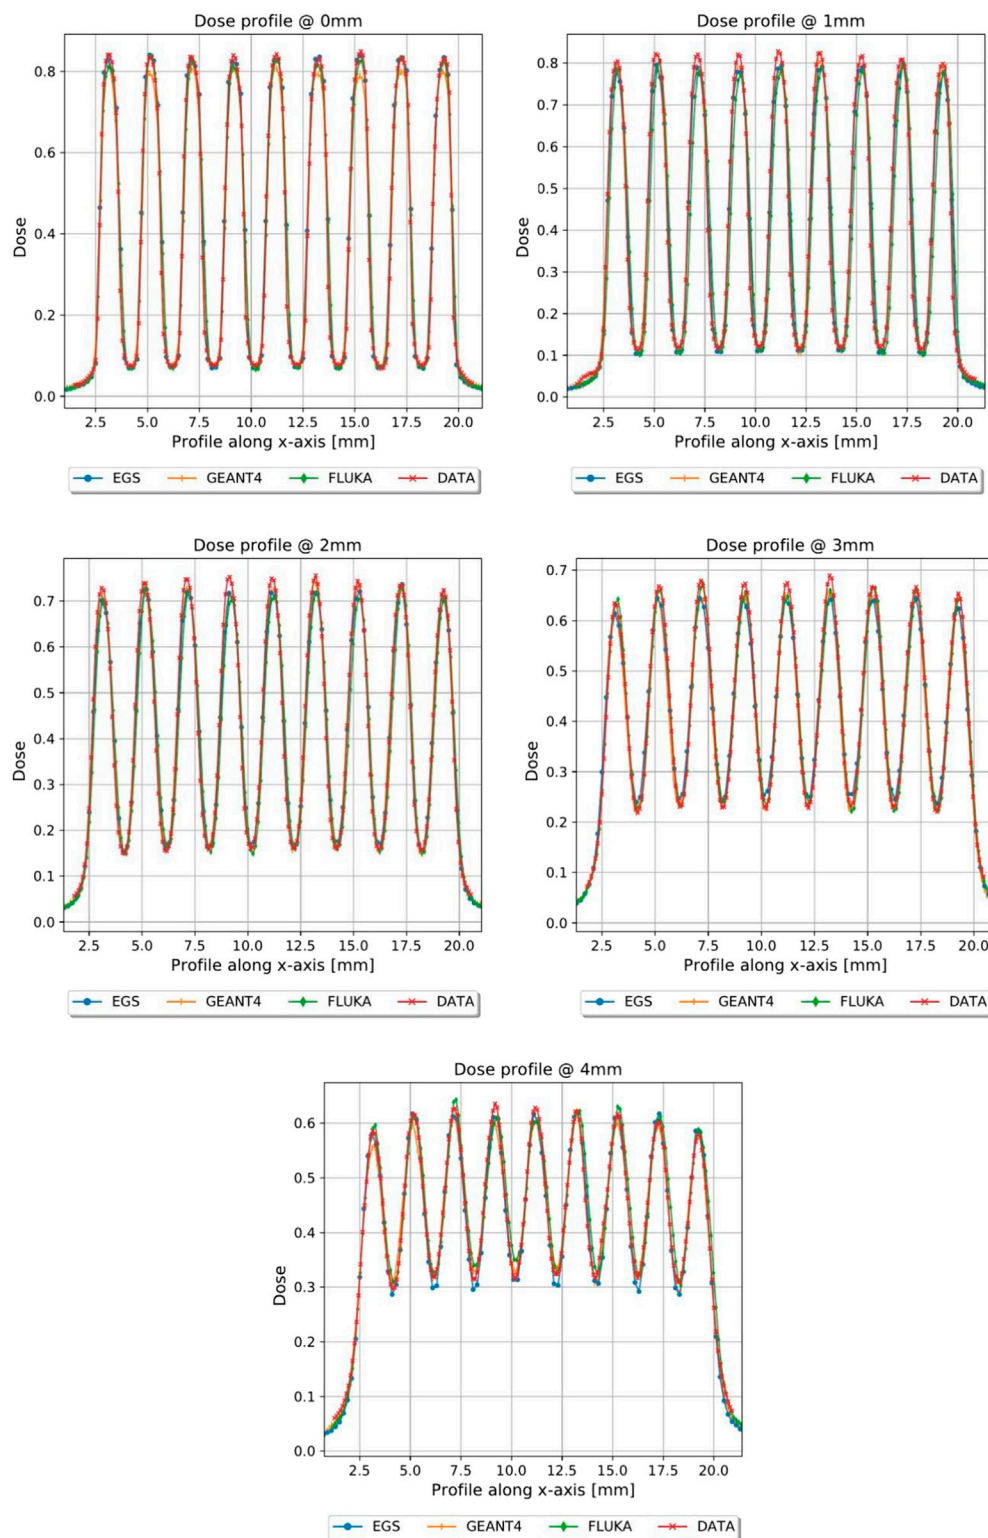 Dose profile @ 0mm
Dose
0.8
0.6
0.4
0.2
0.0
2.5 5.0 7.5 10.0 12.5 15.0 17.5 20.0
Profile along x-axis [mm]
EGS GEANT4 FLUKA DATA
Dose profile @ 1mm
Dose
0.8
0.7
0.6
0.5
0.4
0.3
0.2
0.1
0.0
2.5 5.0 7.5 10.0 12.5 15.0 17.5 20.0
Profile along x-axis [mm]
EGS GEANT4 FLUKA DATA
Dose profile @ 2mm
Dose
0.7
0.6
0.5
0.4
0.3
0.2
0.1
0.0
2.5 5.0 7.5 10.0 12.5 15.0 17.5 20.0
Profile along x-axis [mm]
EGS GEANT4 FLUKA DATA
Dose profile @ 3mm
Dose
0.7
0.6
0.5
0.4
0.3
0.2
0.1
0.0
2.5 5.0 7.5 10.0 12.5 15.0 17.5 20.0
Profile along x-axis [mm]
EGS GEANT4 FLUKA DATA
Dose profile @ 4mm
Dose
0.6
0.5
0.4
0.3
0.2
0.1
0.0
2.5 5.0 7.5 10.0 12.5 15.0 17.5 20.0
Profile along x-axis [mm]
EGS GEANT4 FLUKA DATA